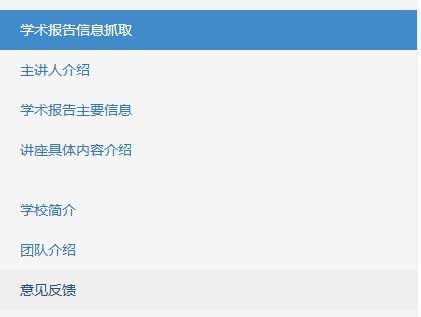 学术报告信息抓取
主讲人介绍
学术报告主要信息
讲座具体内容介绍
学校简介
团队介绍
意见反馈